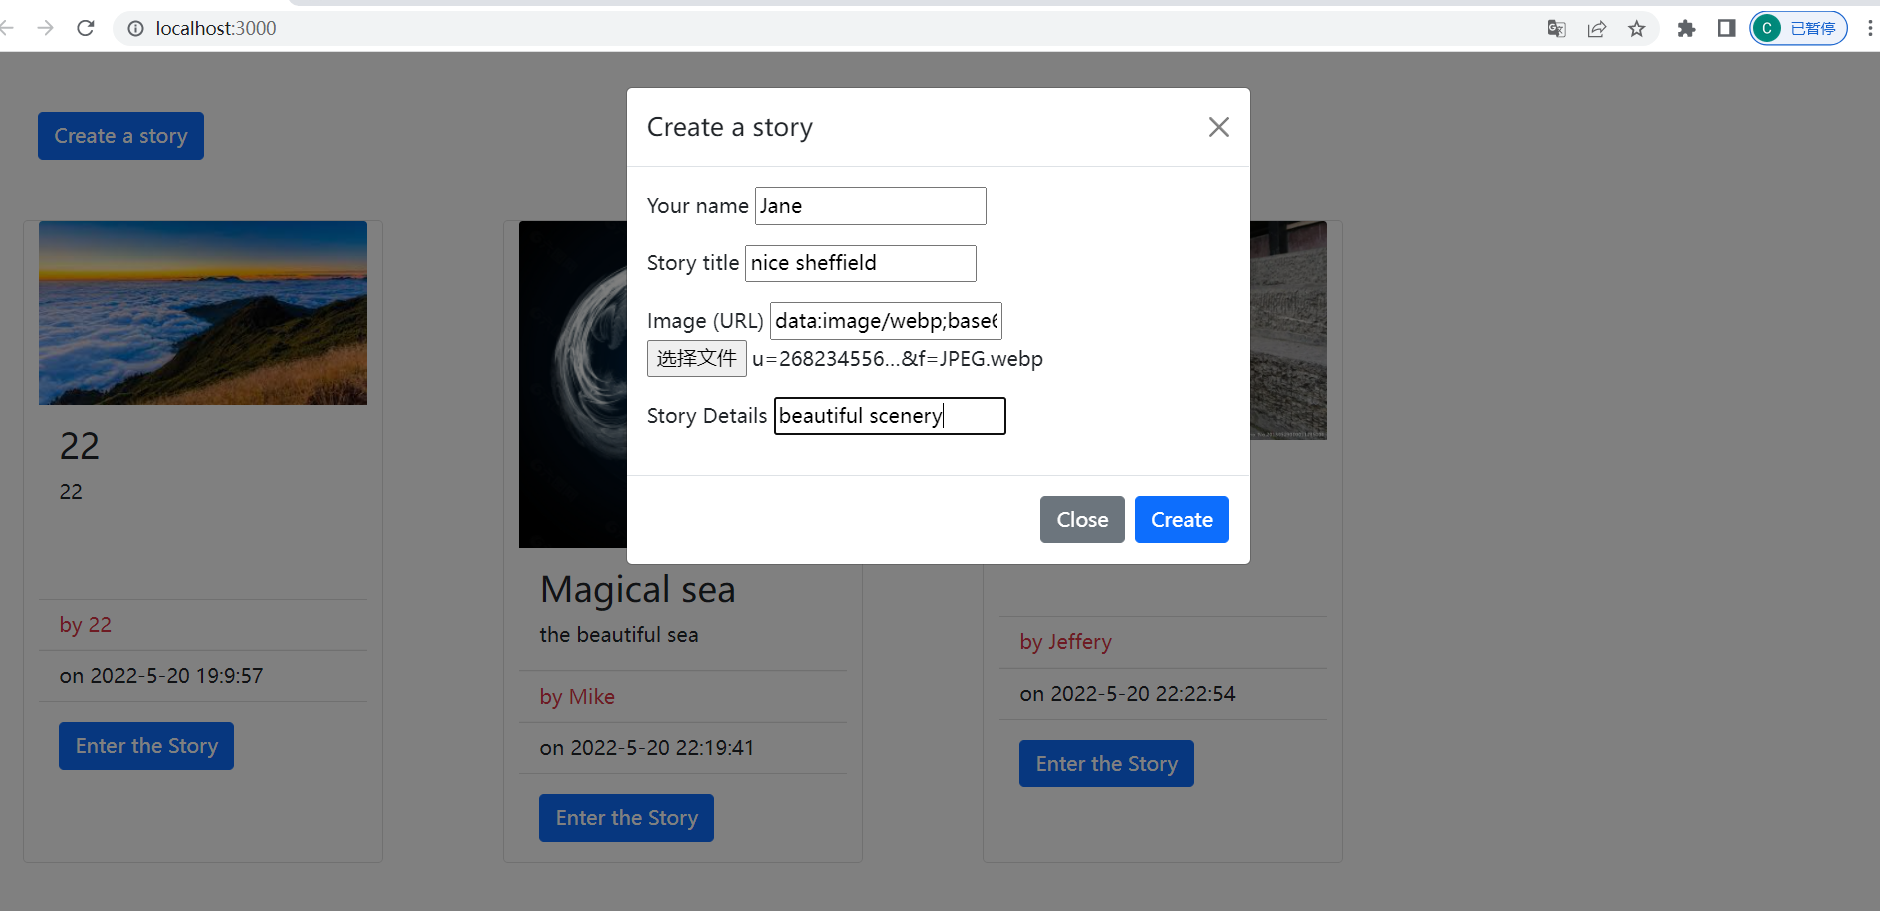 localhost:3000
C 已暂停
Create a story
Create a story
Your name Jane
Story title nice sheffield
Image (URL) data:image/webp;base6
选择文件 u=268234556...&f=JPEG.webp
Story Details beautiful scenery
Close Create
22
22
by 22
on 2022-5-20 19:9:57
Enter the Story
Magical sea
the beautiful sea
by Mike
on 2022-5-20 22:19:41
Enter the Story
by Jeffery
on 2022-5-20 22:22:54
Enter the Story